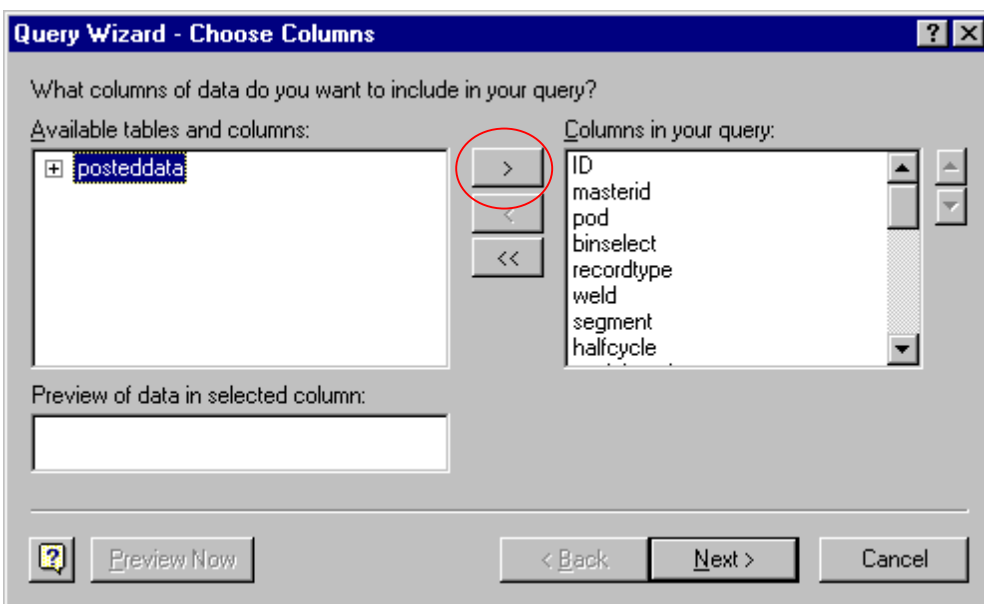 Query Wizard - Choose Columns
What columns of data do you want to include in your query?
Available tables and columns:
posteddata
>
<
<<
Columns in your query:
ID
masterid
pod
binselect
recordtype
weld
segment
halfcycle
Preview of data in selected column:
Preview Now
< Back
Next >
Cancel